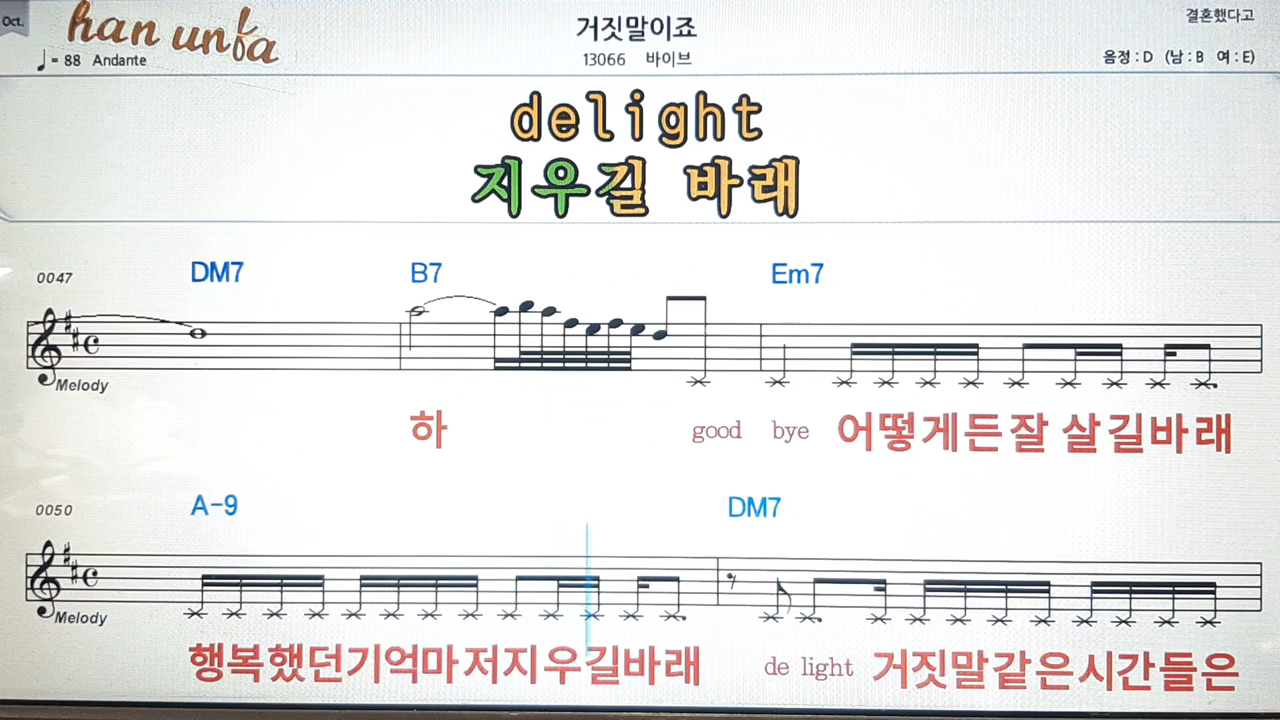 Oct.
han unfa
= 88 Andante
거짓말이죠
13066 바이브
결혼했다고
음정 : D (남 : B 여 : E)
delight
지우길 바래
0047 DM7 B7 Em7
Melody
하 good bye 어떻게든잘 살길바래
0050 A-9 DM7
Melody
행복했던기억마저지우길바래 de light 거짓말같은시간들은